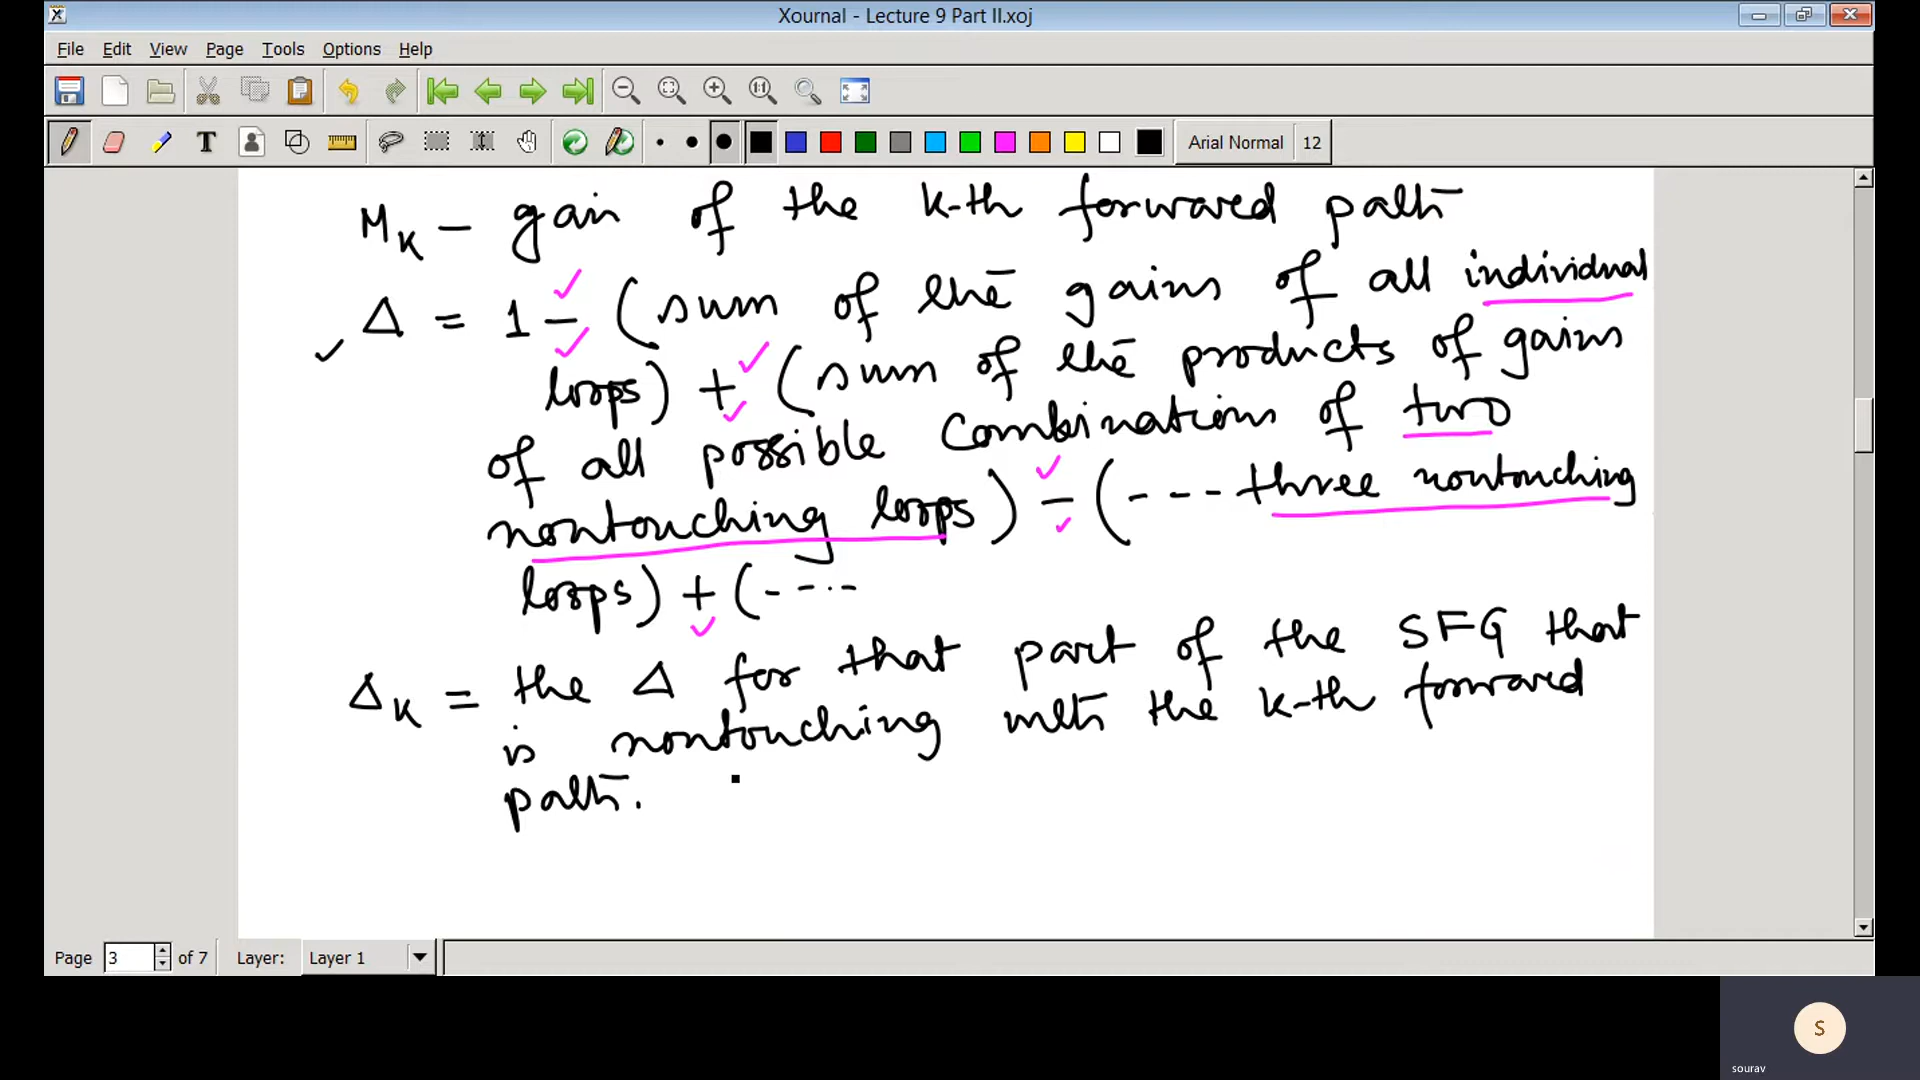 Xournal - Lecture 9 Part II.xoj
File Edit View Page Tools Options Help
Arial Normal 12
M_K - gain of the k-th forward path
Δ = 1 - (sum of the gains of all individual
loops) + (sum of the products of gains
of all possible combinations of two
nontouching loops) - (--- three nontouching
loops) + (----
Δ_K = the Δ for that part of the SFG that
is nontouching with the k-th forward
path.
Page 3 of 7 Layer: Layer 1
S
sourav